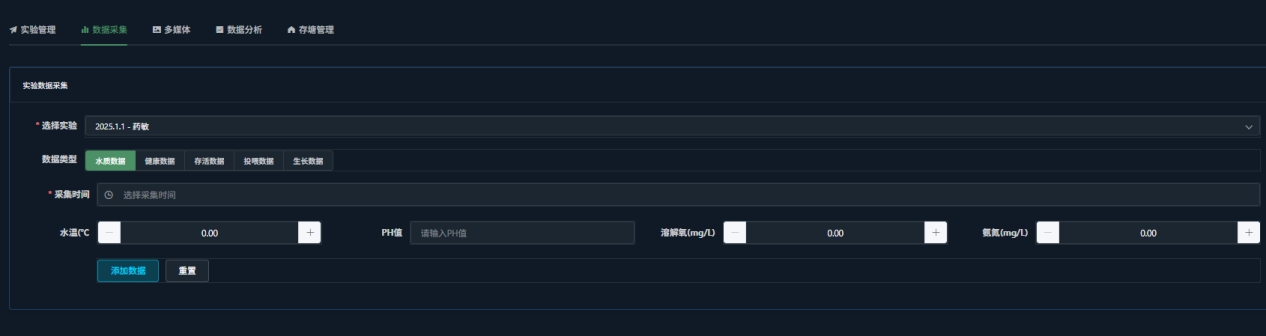 实验管理 数据采集 多媒体 数据分析 存塘管理
实验数据采集
* 选择实验 2025.1.1 - 药敏
数据类型 水质数据 健康数据 存活数据 投喂数据 生长数据
* 采集时间 选择采集时间
水温(℃ — 0.00 + PH值 请输入PH值 溶解氧(mg/L) — 0.00 + 氨氮(mg/L) — 0.00 +
添加数据 重置